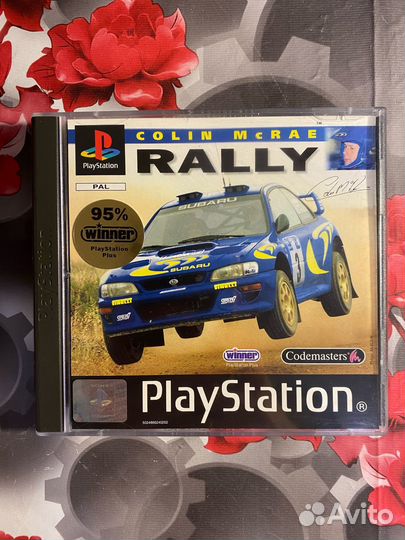 COLIN McRAE
RALLY
PlayStation
PAL
95%
winner
PlayStation
Plus
SUBARU
SUBARU
3
PIRELLI
PIRELLI
winner
PlayStation Plus
Codemasters
PlayStation
PlayStation®
Avito